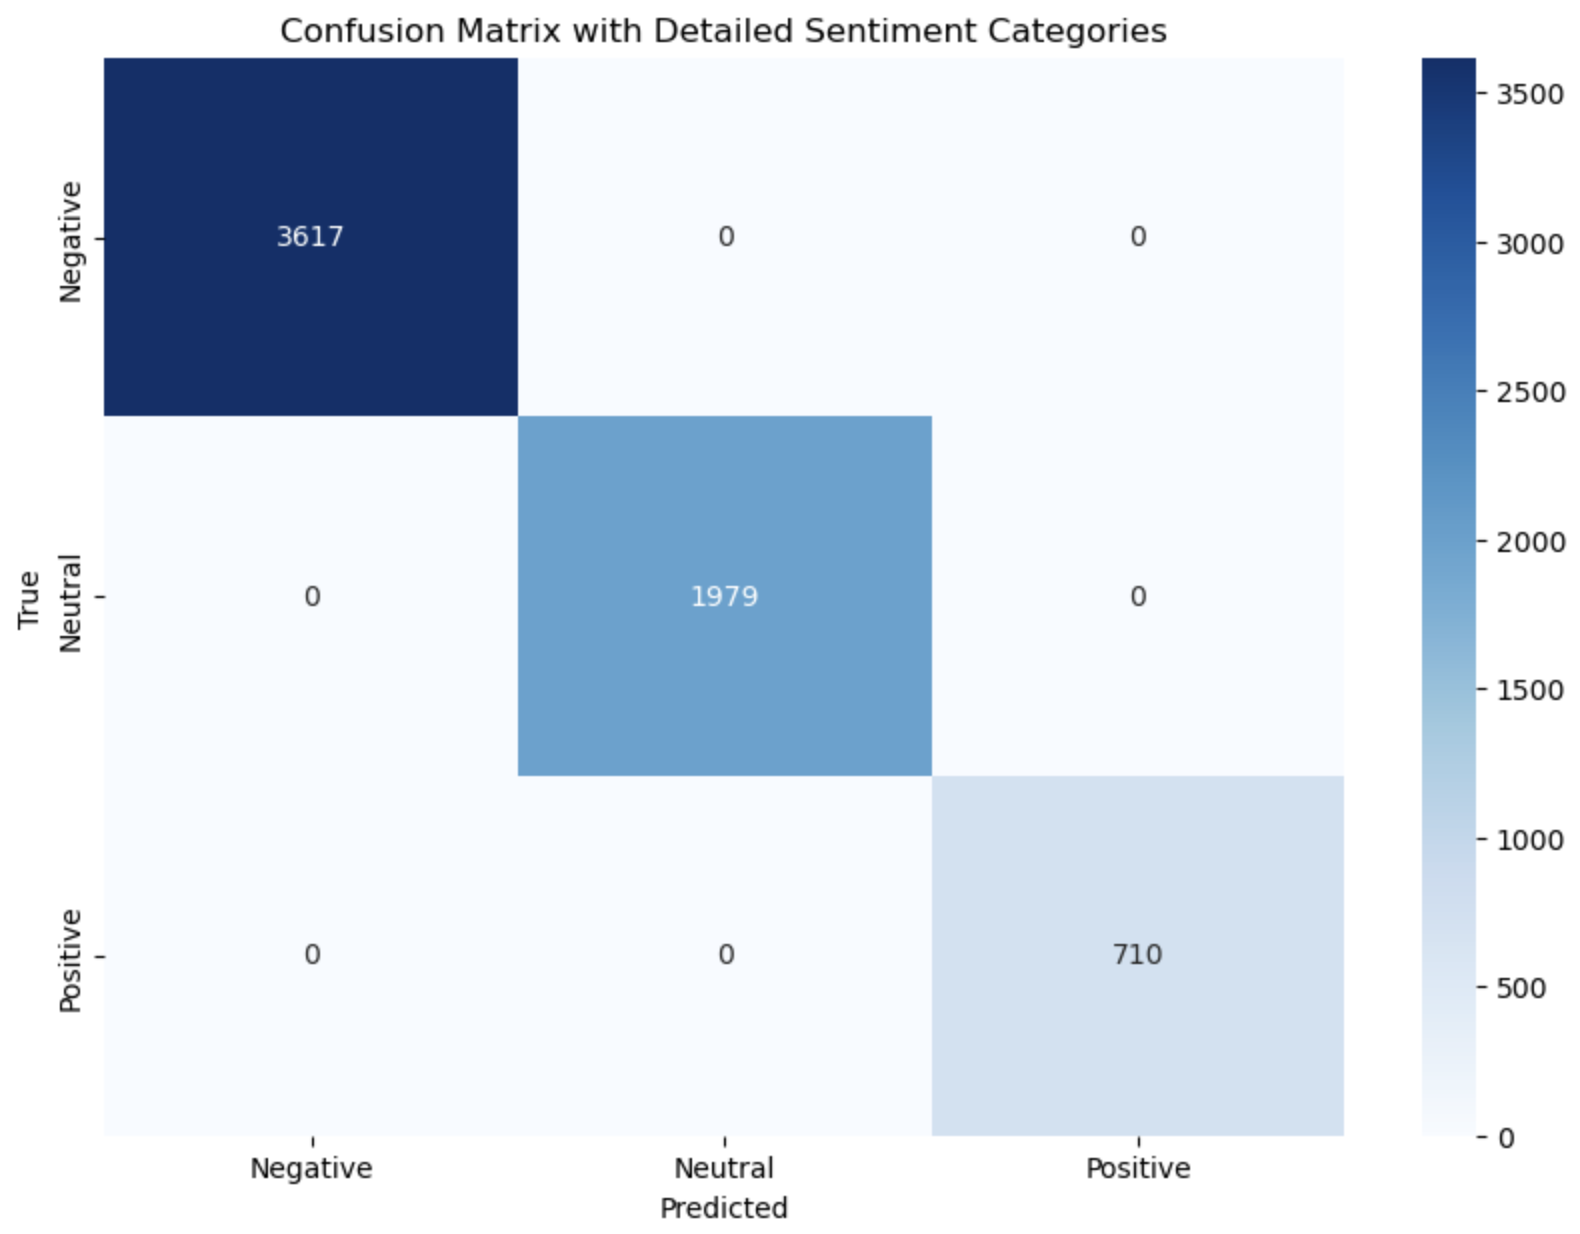 Confusion Matrix with Detailed Sentiment Categories
3500
3000
2500
2000
1500
1000
500
0
True
Negative
3617
0
0
Neutral
0
1979
0
Positive
0
0
710
Negative
Neutral
Positive
Predicted